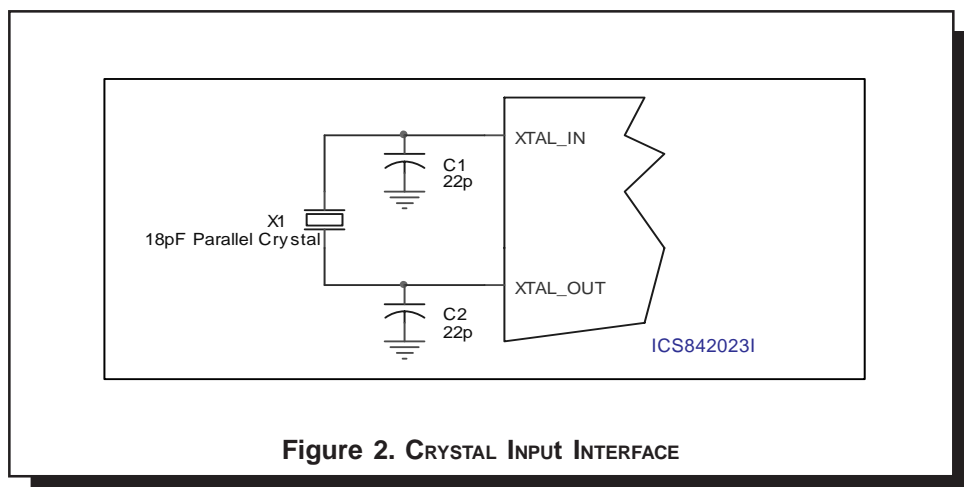 XTAL_IN
C1
22p
X1
18pF Parallel Crystal
XTAL_OUT
C2
22p
ICS842023I
Figure 2. CRYSTAL INPUt INTERFACE